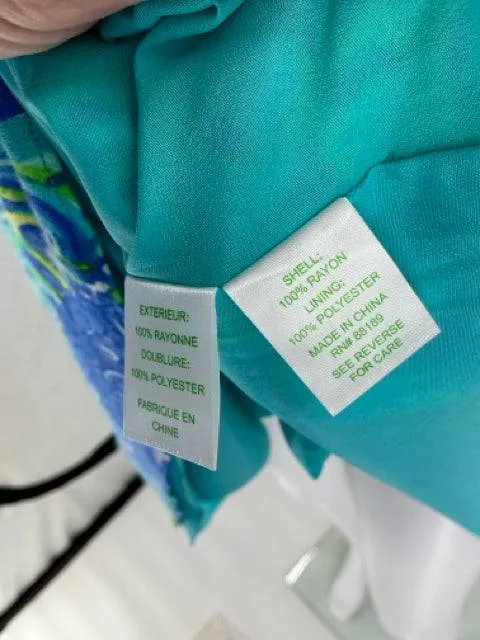 EXTERIEUR:
100% RAYONNE
DOUBLURE:
100% POLYESTER
FABRIQUE EN
CHINE
SHELL:
100% RAYON
LINING:
100% POLYESTER
MADE IN CHINA
RN# 88189
SEE REVERSE
FOR CARE